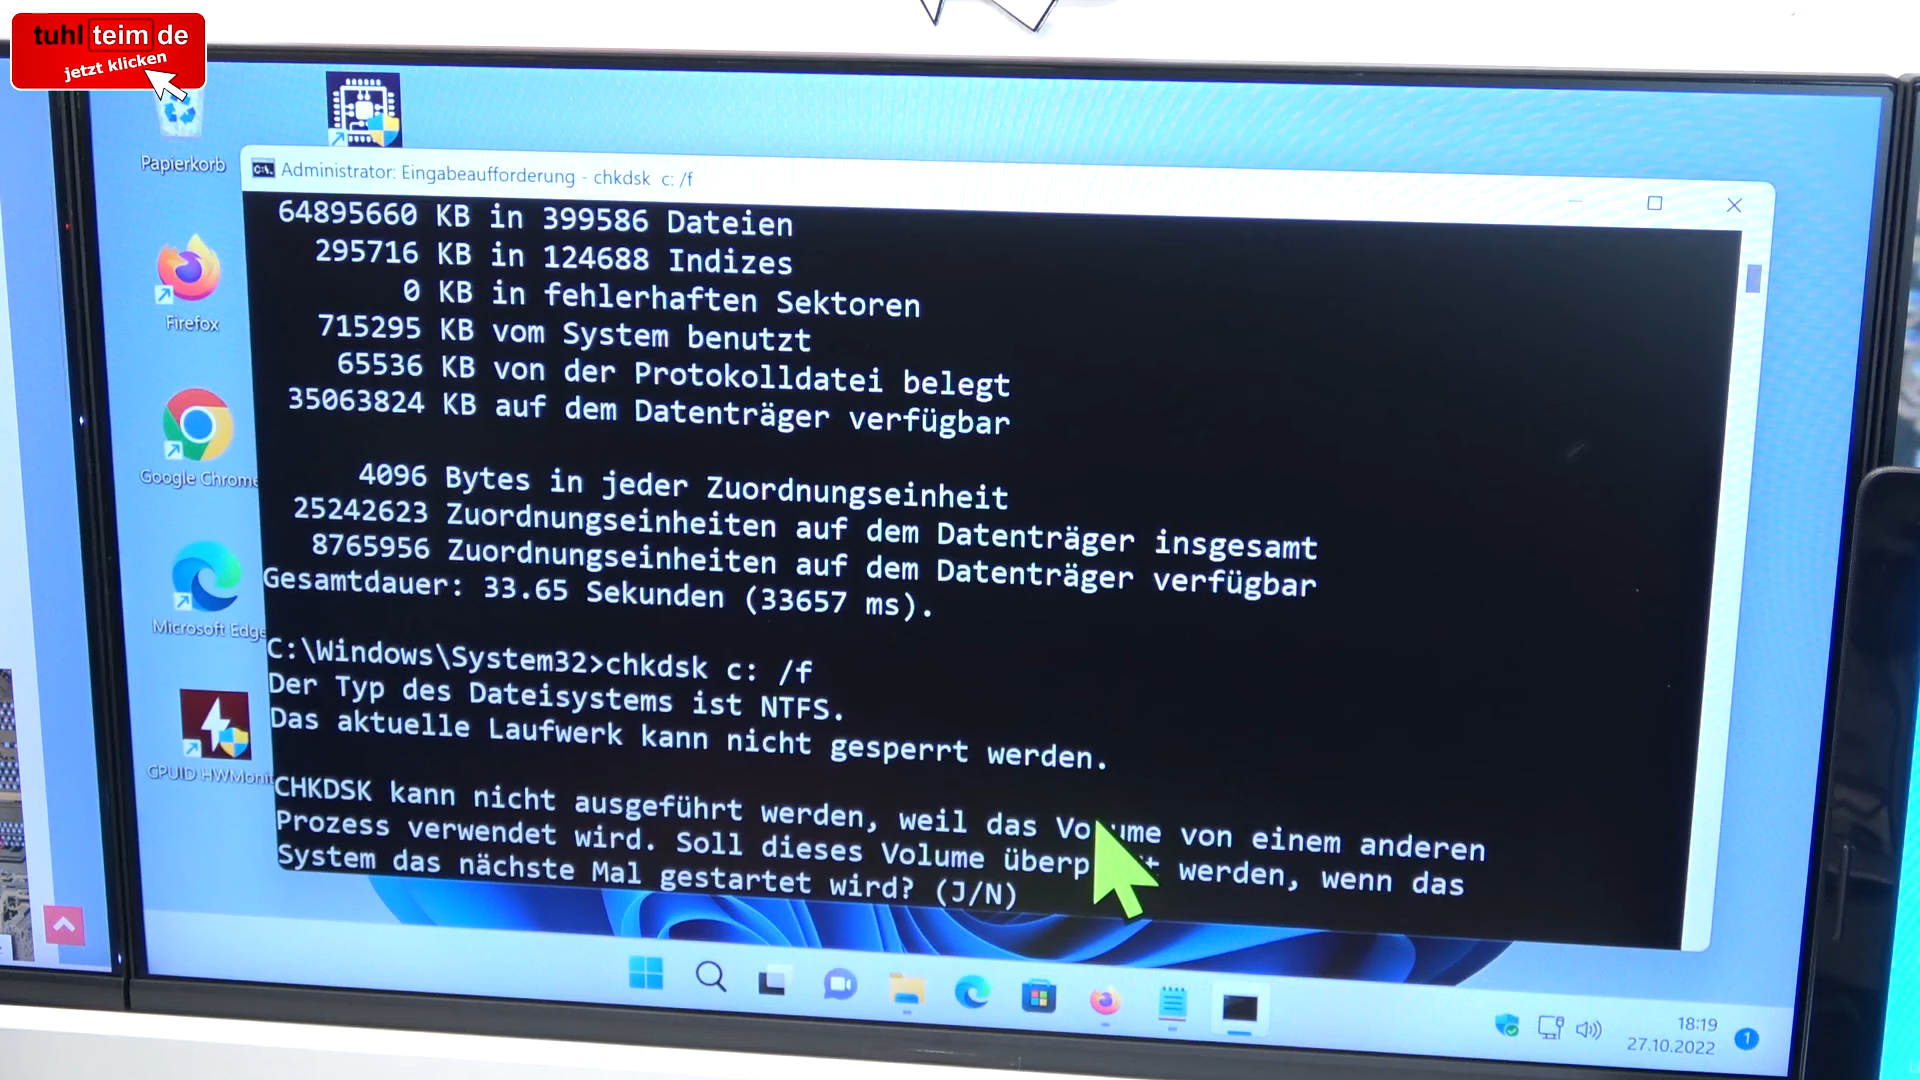 tuhl teim de
jetzt klicken
Papierkorb
Administrator: Eingabeaufforderung - chkdsk c: /f
64895660 KB in 399586 Dateien
295716 KB in 124688 Indizes
0 KB in fehlerhaften Sektoren
715295 KB vom System benutzt
65536 KB von der Protokolldatei belegt
35063824 KB auf dem Datenträger verfügbar
4096 Bytes in jeder Zuordnungseinheit
25242623 Zuordnungseinheiten auf dem Datenträger insgesamt
8765956 Zuordnungseinheiten auf dem Datenträger verfügbar
Gesamtdauer: 33.65 Sekunden (33657 ms).
C:\Windows\System32>chkdsk c: /f
Der Typ des Dateisystems ist NTFS.
Das aktuelle Laufwerk kann nicht gesperrt werden.
CHKDSK kann nicht ausgeführt werden, weil das Vo ume von einem anderen
Prozess verwendet wird. Soll dieses Volume überp t werden, wenn das
System das nächste Mal gestartet wird? (J/N)
Firefox
Google Chrome
Microsoft Edge
CPUID HWMonit
18:19
27.10.2022
1